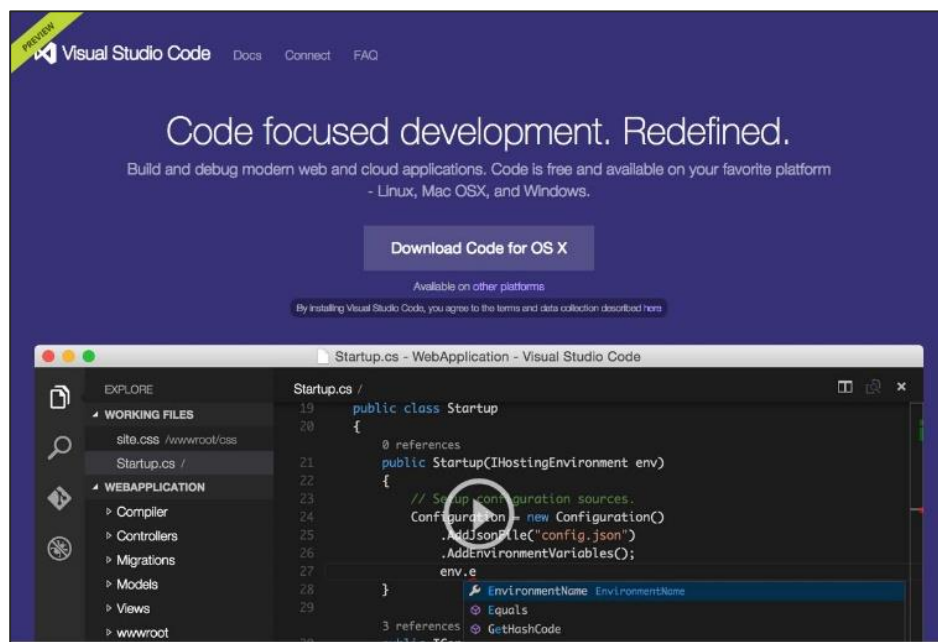 PREVIEW
Visual Studio Code Docs Connect FAQ
Code focused development. Redefined.
Build and debug modern web and cloud applications. Code is free and available on your favorite platform
- Linux, Mac OSX, and Windows.
Download Code for OS X
Available on other platforms
By installing Visual Studio Code, you agree to the terms and data collection described here
Startup.cs - WebApplication - Visual Studio Code
EXPLORE
WORKING FILES
site.css /wwwroot/css
Startup.cs /
WEBAPPLICATION
Compiler
Controllers
Migrations
Models
Views
wwwroot
Startup.cs /
19 public class Startup
20 {
0 references
21 public Startup(IHostingEnvironment env)
22 {
23 // Setup configuration sources.
24 Configuration = new Configuration()
25 .AddJsonFile("config.json")
26 .AddEnvironmentVariables();
27 env.e
28 }
29
EnvironmentName EnvironmentName
Equals
GetHashCode
3 references